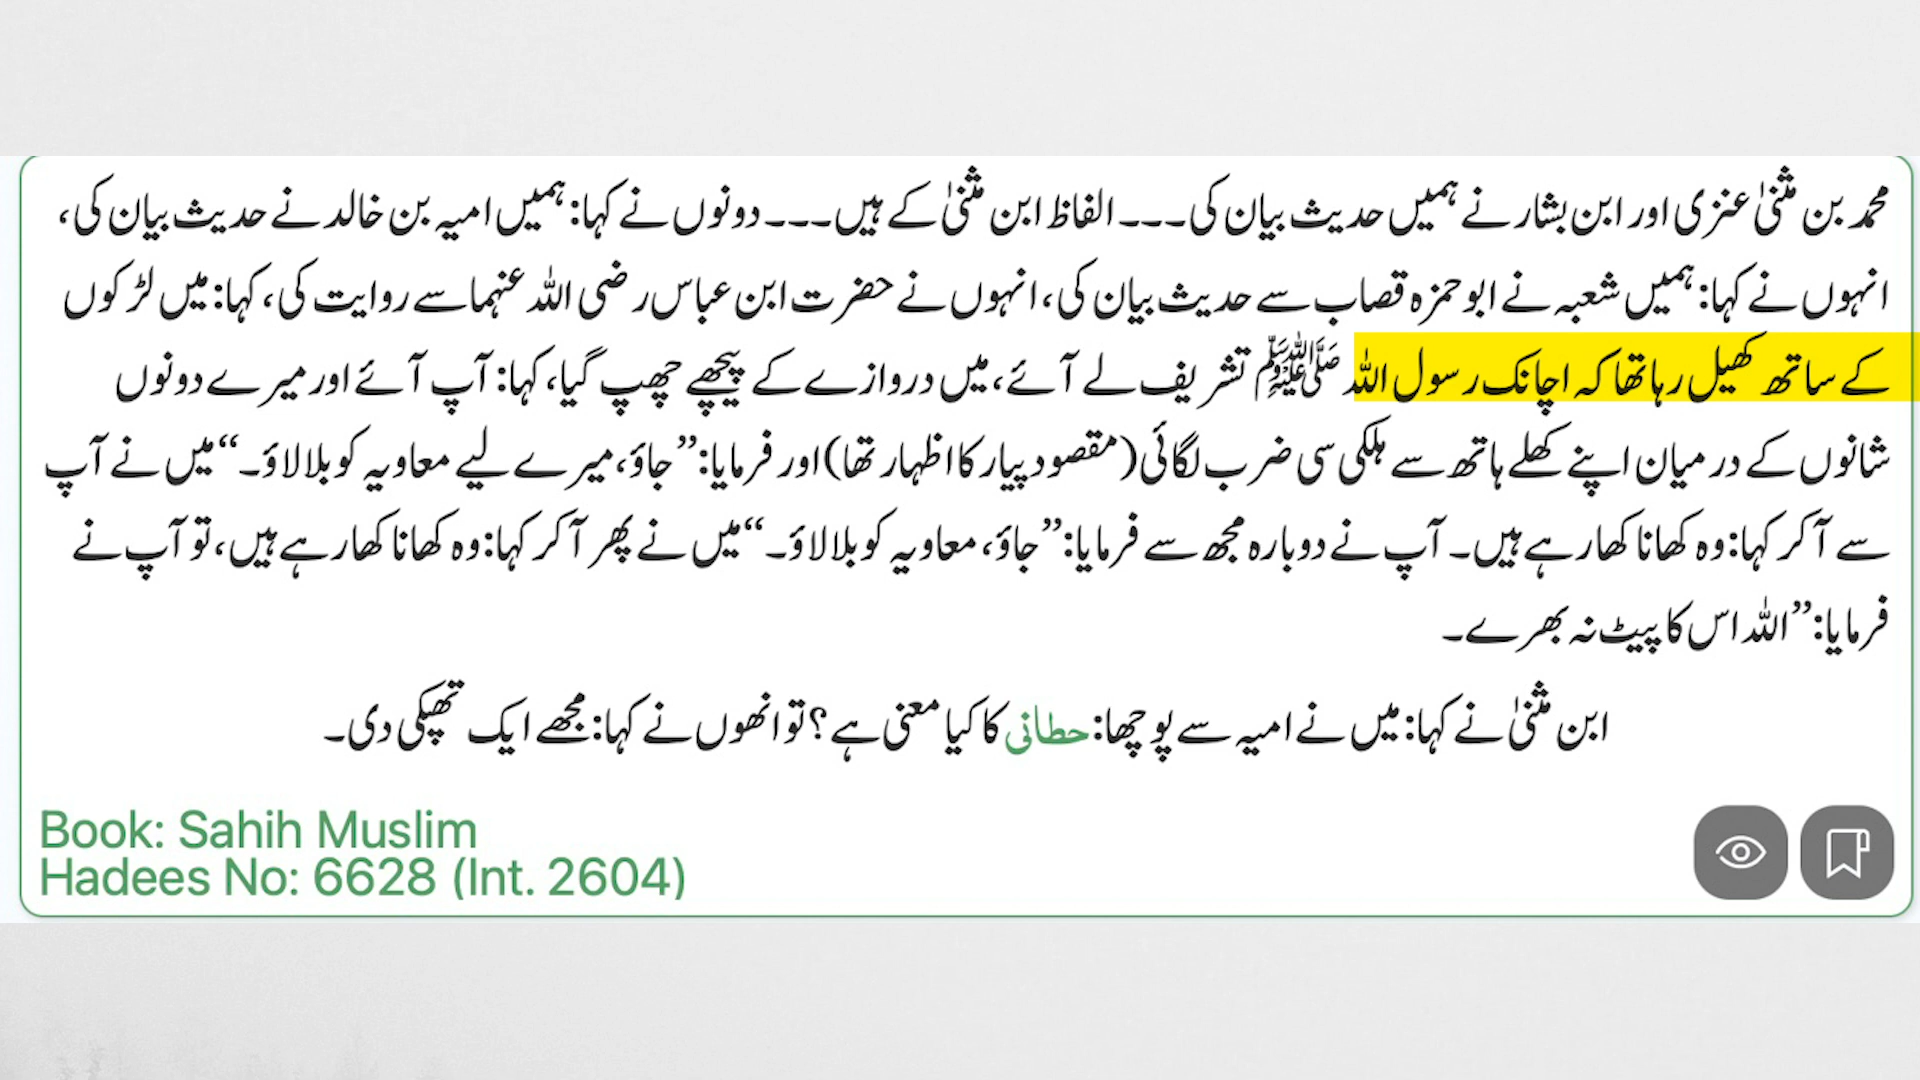 محمد بن مثنیٰ عنزی اور ابن بشار نے ہمیں حدیث بیان کی۔۔۔ الفاظ ابن مثنیٰ کے ہیں۔۔۔ دونوں نے کہا: ہمیں امیہ بن خالد نے حدیث بیان کی،
انہوں نے کہا: ہمیں شعبہ نے ابوحمزہ قصاب سے حدیث بیان کی، انہوں نے حضرت ابن عباس رضی اللہ عنہما سے روایت کی، کہا: میں لڑکوں
کے ساتھ کھیل رہا تھا کہ اچانک رسول اللہ ﷺ تشریف لے آئے، میں دروازے کے پیچھے چھپ گیا، کہا: آپ آئے اور میرے دونوں
شانوں کے درمیان اپنے کھلے ہاتھ سے ہلکی سی ضرب لگائی (مقصود پیار کا اظہار تھا) اور فرمایا: ”جاؤ، میرے لیے معاویہ کو بلا لاؤ۔“ میں نے آپ
سے آ کر کہا: وہ کھانا کھا رہے ہیں۔ آپ نے دوبارہ مجھ سے فرمایا: ”جاؤ، معاویہ کو بلا لاؤ۔“ میں نے پھر آ کر کہا: وہ کھانا کھا رہے ہیں، تو آپ نے
فرمایا: ”اللہ اس کا پیٹ نہ بھرے۔
ابن مثنیٰ نے کہا: میں نے امیہ سے پوچھا: حطانی کا کیا معنی ہے؟ تو انھوں نے کہا: مجھے ایک تھپکی دی۔
Book: Sahih Muslim
Hadees No: 6628 (Int. 2604)